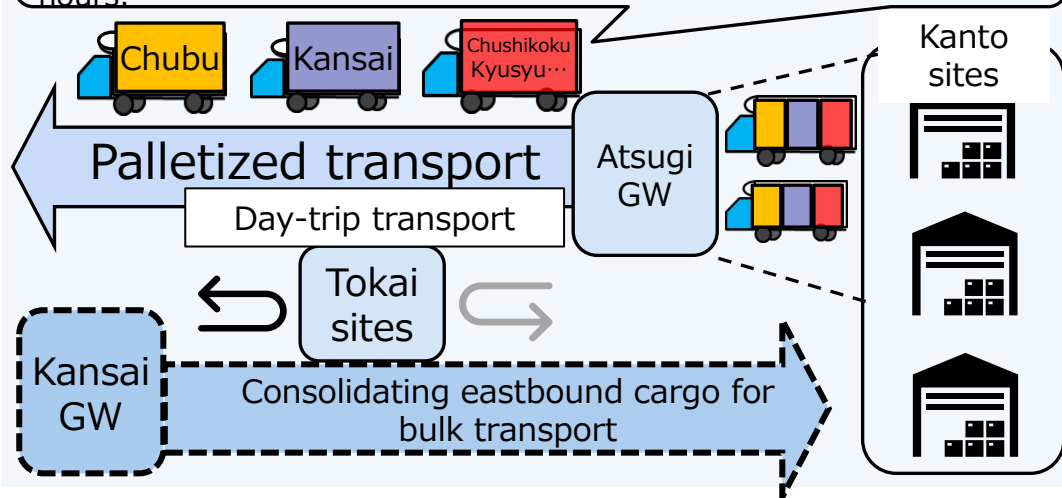 hours.
Chubu
Kansai
Chushikoku
Kyusyu…
Kanto
sites
Palletized transport
Atsugi
GW
Day-trip transport
Tokai
sites
Kansai
GW
Consolidating eastbound cargo for
bulk transport